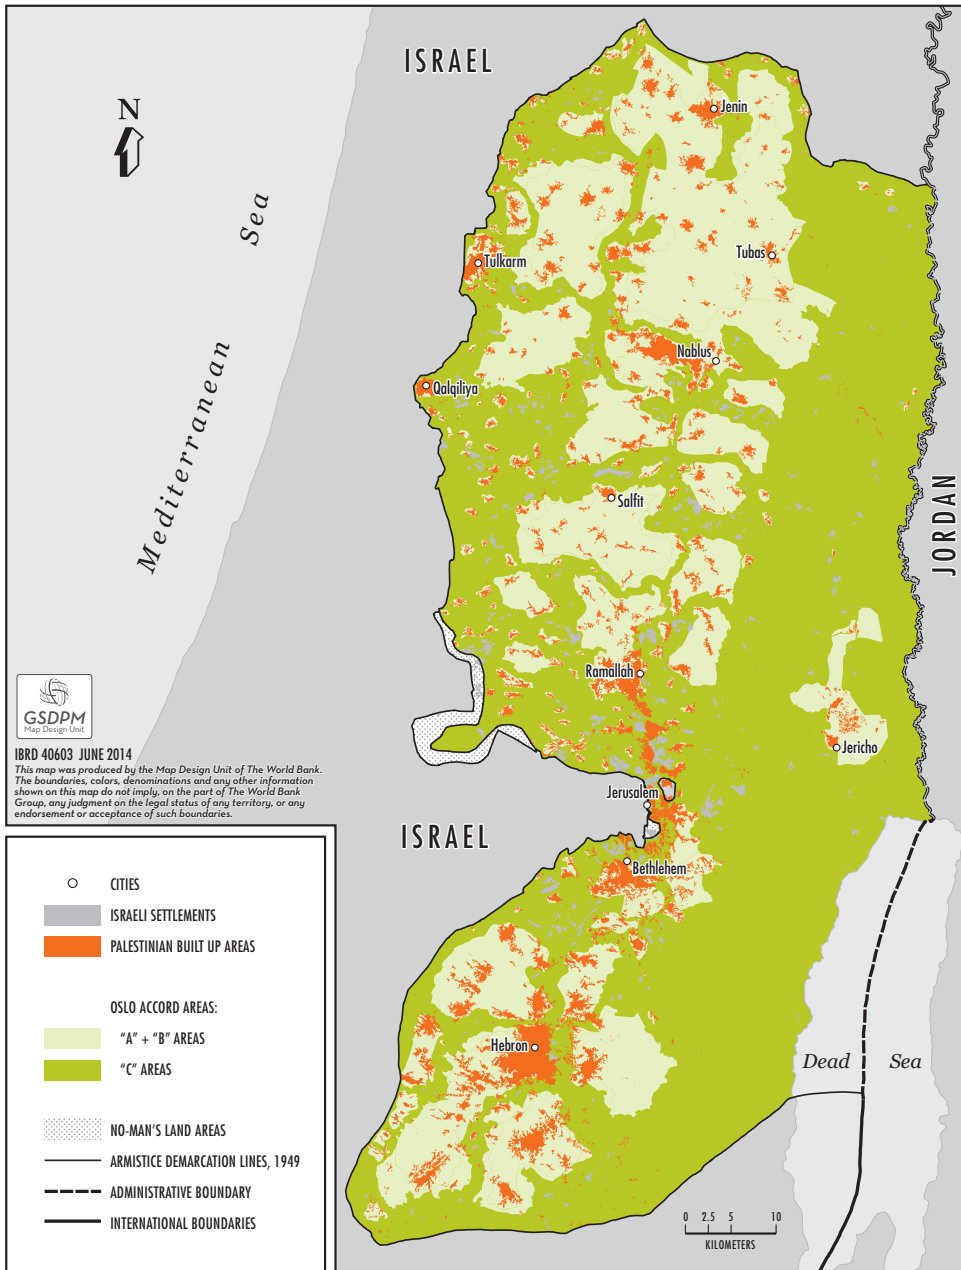 ISRAEL
N
Jenin
Mediterranean Sea
Tubas
Tulkarm
Nablus
Qalqiliya
Salfit
JORDAN
Ramallah
Jericho
GSDPM
Map Design Unit
IBRD 40603 JUNE 2014
This map was produced by the Map Design Unit of The World Bank.
The boundaries, colors, denominations and any other information
shown on this map do not imply, on the part of The World Bank
Group, any judgment on the legal status of any territory, or any
endorsement or acceptance of such boundaries.
Jerusalem
ISRAEL
Bethlehem
Hebron
Dead Sea
CITIES
ISRAELI SETTLEMENTS
PALESTINIAN BUILT UP AREAS
OSLO ACCORD AREAS:
“A” + “B” AREAS
“C” AREAS
NO-MAN'S LAND AREAS
ARMISTICE DEMARCATION LINES, 1949
ADMINISTRATIVE BOUNDARY
INTERNATIONAL BOUNDARIES
0 2.5 5 10
KILOMETERS